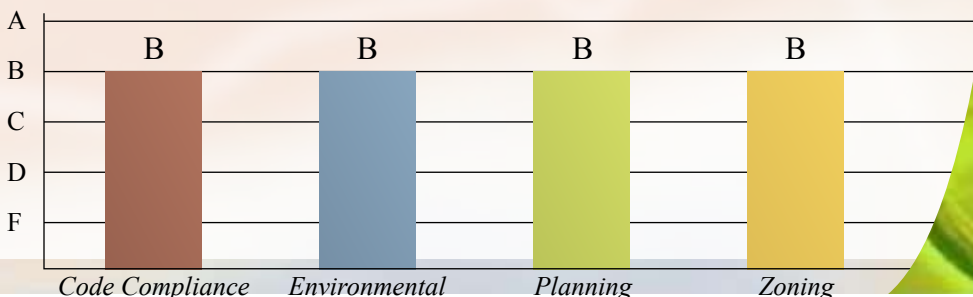 A
B B B B
B
C
D
F
Code Compliance Environmental Planning Zoning